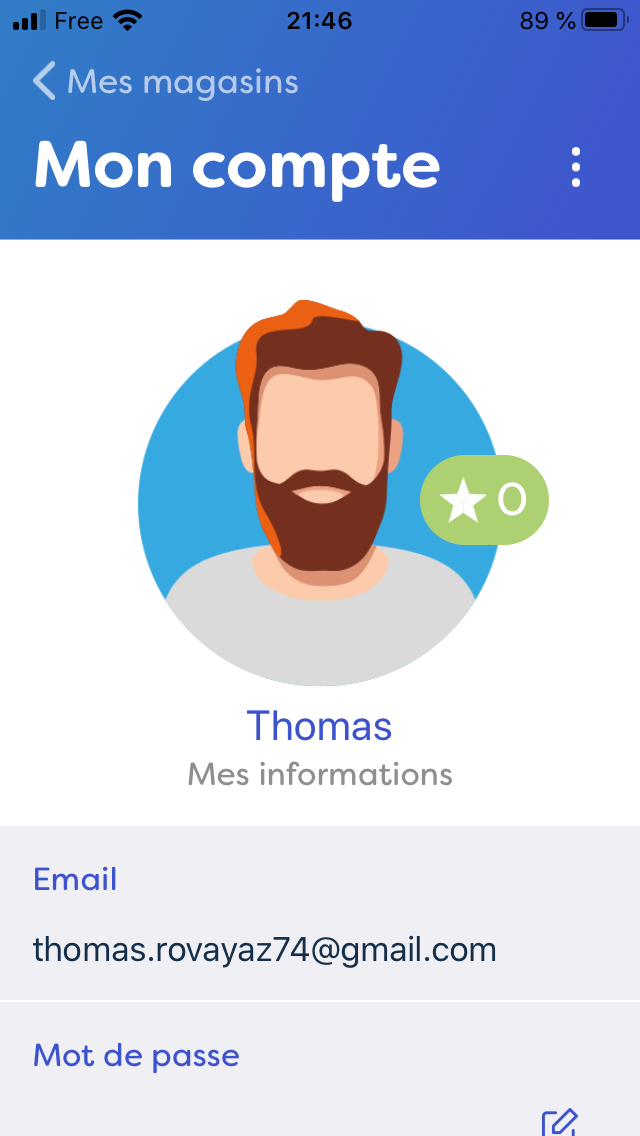 Free 21:46 89 %
Mes magasins
Mon compte
0
Thomas
Mes informations
Email
thomas.rovayaz74@gmail.com
Mot de passe